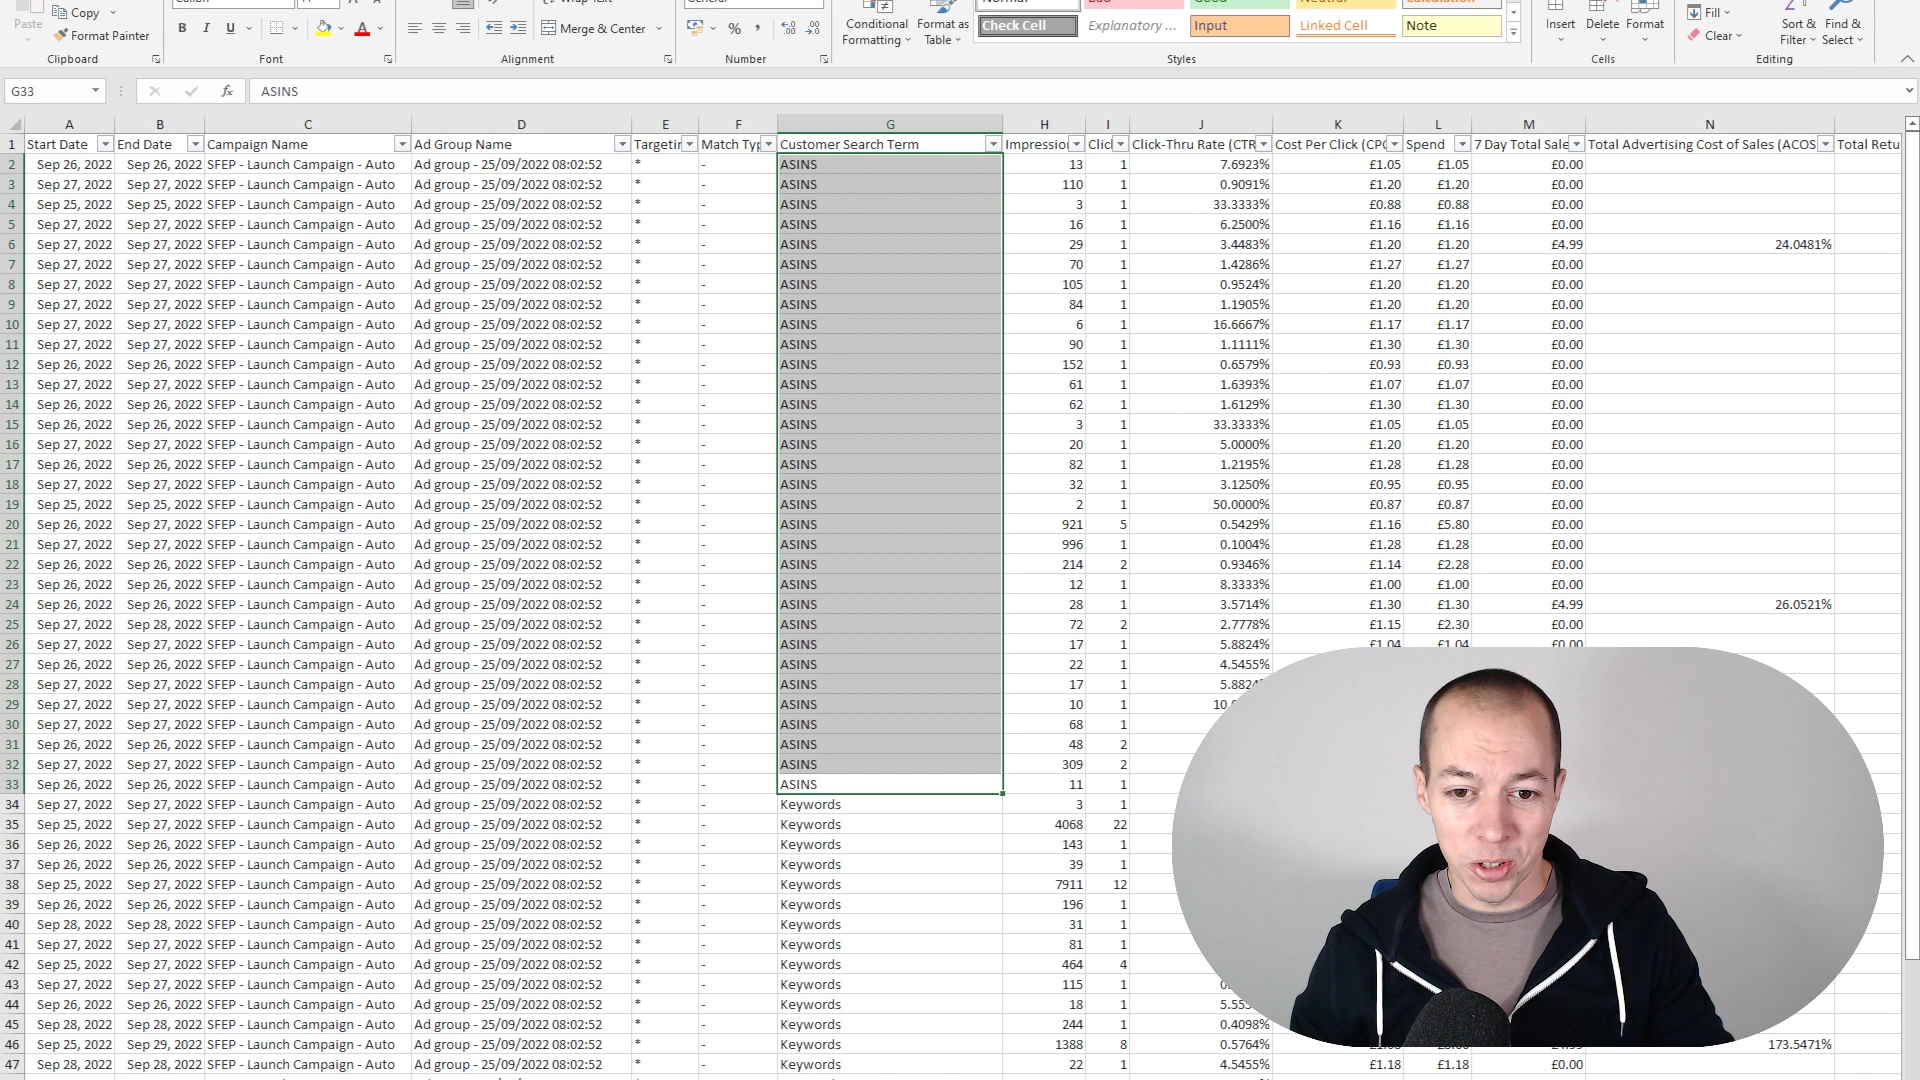 Paste Copy Format Painter Clipboard
B I U Font
Merge & Center Alignment
% , Number
Conditional Formatting Format as Table
Normal Bad Good Neutral Calculation
Check Cell Explanatory ... Input Linked Cell Note
Styles
Insert Delete Format Cells
Fill Clear Sort & Filter Find & Select Editing
G33 fx ASINS
A B C D E F G H I J K L M N
1 Start Date End Date Campaign Name Ad Group Name Match Customer Search Term Click-Thru Rate (CTR Cost Per Click (CPC Spend 7 Day Total Sale Total Advertising Cost of Sales (ACOS Total Retu
2 Sep 26, 2022 Sep 26, 2022 SFEP - Launch Campaign - Auto Ad group - 25/09/2022 08:02:52 * - ASINS 13 1 7.6923% £1.05 £1.05 £0.00
3 Sep 27, 2022 Sep 27, 2022 SFEP - Launch Campaign - Auto Ad group - 25/09/2022 08:02:52 * - ASINS 110 1 0.9091% £1.20 £1.20 £0.00
4 Sep 25, 2022 Sep 25, 2022 SFEP - Launch Campaign - Auto Ad group - 25/09/2022 08:02:52 * - ASINS 3 1 33.3333% £0.88 £0.88 £0.00
5 Sep 27, 2022 Sep 27, 2022 SFEP - Launch Campaign - Auto Ad group - 25/09/2022 08:02:52 * - ASINS 16 1 6.2500% £1.16 £1.16 £0.00
6 Sep 27, 2022 Sep 27, 2022 SFEP - Launch Campaign - Auto Ad group - 25/09/2022 08:02:52 * - ASINS 29 1 3.4483% £1.20 £1.20 £4.99 24.0481%
7 Sep 27, 2022 Sep 27, 2022 SFEP - Launch Campaign - Auto Ad group - 25/09/2022 08:02:52 * - ASINS 70 1 1.4286% £1.27 £1.27 £0.00
8 Sep 27, 2022 Sep 27, 2022 SFEP - Launch Campaign - Auto Ad group - 25/09/2022 08:02:52 * - ASINS 105 1 0.9524% £1.20 £1.20 £0.00
9 Sep 27, 2022 Sep 27, 2022 SFEP - Launch Campaign - Auto Ad group - 25/09/2022 08:02:52 * - ASINS 84 1 1.1905% £1.20 £1.20 £0.00
10 Sep 27, 2022 Sep 27, 2022 SFEP - Launch Campaign - Auto Ad group - 25/09/2022 08:02:52 * - ASINS 6 1 16.6667% £1.17 £1.17 £0.00
11 Sep 27, 2022 Sep 27, 2022 SFEP - Launch Campaign - Auto Ad group - 25/09/2022 08:02:52 * - ASINS 90 1 1.1111% £1.30 £1.30 £0.00
12 Sep 26, 2022 Sep 26, 2022 SFEP - Launch Campaign - Auto Ad group - 25/09/2022 08:02:52 * - ASINS 152 1 0.6579% £0.93 £0.93 £0.00
13 Sep 27, 2022 Sep 27, 2022 SFEP - Launch Campaign - Auto Ad group - 25/09/2022 08:02:52 * - ASINS 61 1 1.6393% £1.07 £1.07 £0.00
14 Sep 26, 2022 Sep 26, 2022 SFEP - Launch Campaign - Auto Ad group - 25/09/2022 08:02:52 * - ASINS 62 1 1.6129% £1.30 £1.30 £0.00
15 Sep 26, 2022 Sep 26, 2022 SFEP - Launch Campaign - Auto Ad group - 25/09/2022 08:02:52 * - ASINS 3 1 33.3333% £1.05 £1.05 £0.00
16 Sep 27, 2022 Sep 27, 2022 SFEP - Launch Campaign - Auto Ad group - 25/09/2022 08:02:52 * - ASINS 20 1 5.0000% £1.20 £1.20 £0.00
17 Sep 26, 2022 Sep 26, 2022 SFEP - Launch Campaign - Auto Ad group - 25/09/2022 08:02:52 * - ASINS 82 1 1.2195% £1.28 £1.28 £0.00
18 Sep 27, 2022 Sep 27, 2022 SFEP - Launch Campaign - Auto Ad group - 25/09/2022 08:02:52 * - ASINS 32 1 3.1250% £0.95 £0.95 £0.00
19 Sep 25, 2022 Sep 25, 2022 SFEP - Launch Campaign - Auto Ad group - 25/09/2022 08:02:52 * - ASINS 2 1 50.0000% £0.87 £0.87 £0.00
20 Sep 26, 2022 Sep 27, 2022 SFEP - Launch Campaign - Auto Ad group - 25/09/2022 08:02:52 * - ASINS 921 5 0.5429% £1.16 £5.80 £0.00
21 Sep 27, 2022 Sep 27, 2022 SFEP - Launch Campaign - Auto Ad group - 25/09/2022 08:02:52 * - ASINS 996 1 0.1004% £1.28 £1.28 £0.00
22 Sep 26, 2022 Sep 26, 2022 SFEP - Launch Campaign - Auto Ad group - 25/09/2022 08:02:52 * - ASINS 214 2 0.9346% £1.14 £2.28 £0.00
23 Sep 26, 2022 Sep 26, 2022 SFEP - Launch Campaign - Auto Ad group - 25/09/2022 08:02:52 * - ASINS 12 1 8.3333% £1.00 £1.00 £0.00
24 Sep 26, 2022 Sep 26, 2022 SFEP - Launch Campaign - Auto Ad group - 25/09/2022 08:02:52 * - ASINS 28 1 3.5714% £1.30 £1.30 £4.99 26.0521%
25 Sep 27, 2022 Sep 28, 2022 SFEP - Launch Campaign - Auto Ad group - 25/09/2022 08:02:52 * - ASINS 72 2 2.7778% £1.15 £2.30 £0.00
26 Sep 27, 2022 Sep 27, 2022 SFEP - Launch Campaign - Auto Ad group - 25/09/2022 08:02:52 * - ASINS 17 1 5.8824% £1.04 £1.04 £0.00
27 Sep 26, 2022 Sep 26, 2022 SFEP - Launch Campaign - Auto Ad group - 25/09/2022 08:02:52 * - ASINS 22 1 4.5455%
28 Sep 27, 2022 Sep 27, 2022 SFEP - Launch Campaign - Auto Ad group - 25/09/2022 08:02:52 * - ASINS 17 1 5.8824%
29 Sep 27, 2022 Sep 27, 2022 SFEP - Launch Campaign - Auto Ad group - 25/09/2022 08:02:52 * - ASINS 10 1
30 Sep 27, 2022 Sep 27, 2022 SFEP - Launch Campaign - Auto Ad group - 25/09/2022 08:02:52 * - ASINS 68 1
31 Sep 26, 2022 Sep 26, 2022 SFEP - Launch Campaign - Auto Ad group - 25/09/2022 08:02:52 * - ASINS 48 2
32 Sep 26, 2022 Sep 27, 2022 SFEP - Launch Campaign - Auto Ad group - 25/09/2022 08:02:52 * - ASINS 309 2
33 Sep 26, 2022 Sep 26, 2022 SFEP - Launch Campaign - Auto Ad group - 25/09/2022 08:02:52 * - ASINS 11 1
34 Sep 27, 2022 Sep 27, 2022 SFEP - Launch Campaign - Auto Ad group - 25/09/2022 08:02:52 * - Keywords 3 1
35 Sep 25, 2022 Sep 27, 2022 SFEP - Launch Campaign - Auto Ad group - 25/09/2022 08:02:52 * - Keywords 4068 22
36 Sep 26, 2022 Sep 26, 2022 SFEP - Launch Campaign - Auto Ad group - 25/09/2022 08:02:52 * - Keywords 143 1
37 Sep 26, 2022 Sep 26, 2022 SFEP - Launch Campaign - Auto Ad group - 25/09/2022 08:02:52 * - Keywords 39 1
38 Sep 25, 2022 Sep 27, 2022 SFEP - Launch Campaign - Auto Ad group - 25/09/2022 08:02:52 * - Keywords 7911 12
39 Sep 26, 2022 Sep 26, 2022 SFEP - Launch Campaign - Auto Ad group - 25/09/2022 08:02:52 * - Keywords 196 1
40 Sep 28, 2022 Sep 28, 2022 SFEP - Launch Campaign - Auto Ad group - 25/09/2022 08:02:52 * - Keywords 31 1
41 Sep 27, 2022 Sep 27, 2022 SFEP - Launch Campaign - Auto Ad group - 25/09/2022 08:02:52 * - Keywords 81 1
42 Sep 25, 2022 Sep 27, 2022 SFEP - Launch Campaign - Auto Ad group - 25/09/2022 08:02:52 * - Keywords 464 4
43 Sep 27, 2022 Sep 27, 2022 SFEP - Launch Campaign - Auto Ad group - 25/09/2022 08:02:52 * - Keywords 115 1
44 Sep 26, 2022 Sep 26, 2022 SFEP - Launch Campaign - Auto Ad group - 25/09/2022 08:02:52 * - Keywords 18 1
45 Sep 28, 2022 Sep 28, 2022 SFEP - Launch Campaign - Auto Ad group - 25/09/2022 08:02:52 * - Keywords 244 1 0.4098%
46 Sep 25, 2022 Sep 29, 2022 SFEP - Launch Campaign - Auto Ad group - 25/09/2022 08:02:52 * - Keywords 1388 8 0.5764% 173.5471%
47 Sep 28, 2022 Sep 28, 2022 SFEP - Launch Campaign - Auto Ad group - 25/09/2022 08:02:52 * - Keywords 22 1 4.5455% £1.18 £1.18 £0.00